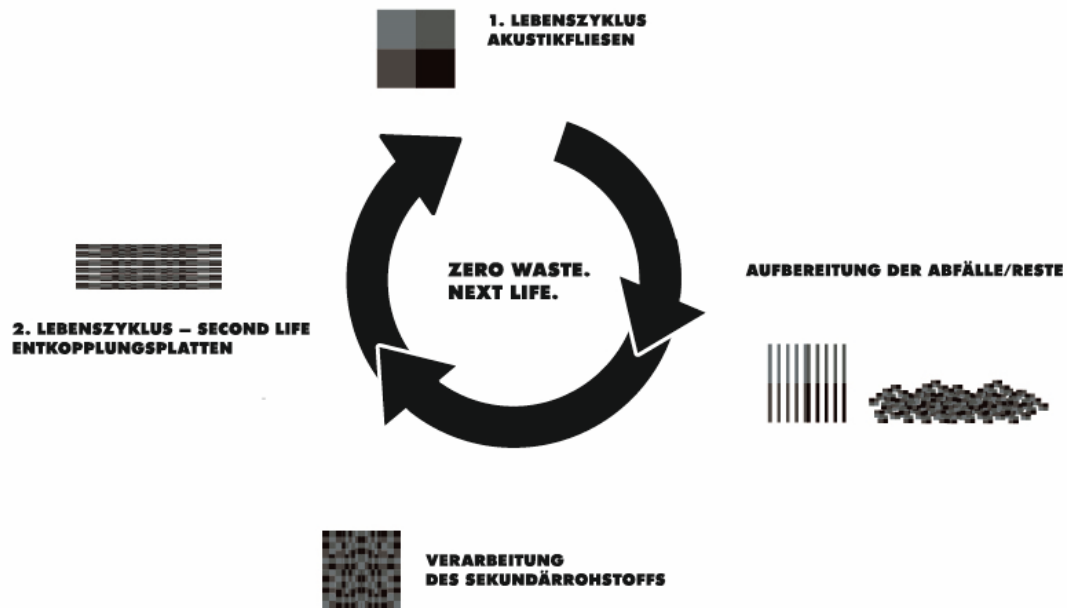 1. LEBENSZYKLUS
AKUSTIKFLIESEN
ZERO WASTE.
NEXT LIFE.
AUFBEREITUNG DER ABFÄLLE/RESTE
2. LEBENSZYKLUS – SECOND LIFE
ENTKOPPLUNGSPLATTEN
VERARBEITUNG
DES SEKUNDÄRROHSTOFFS